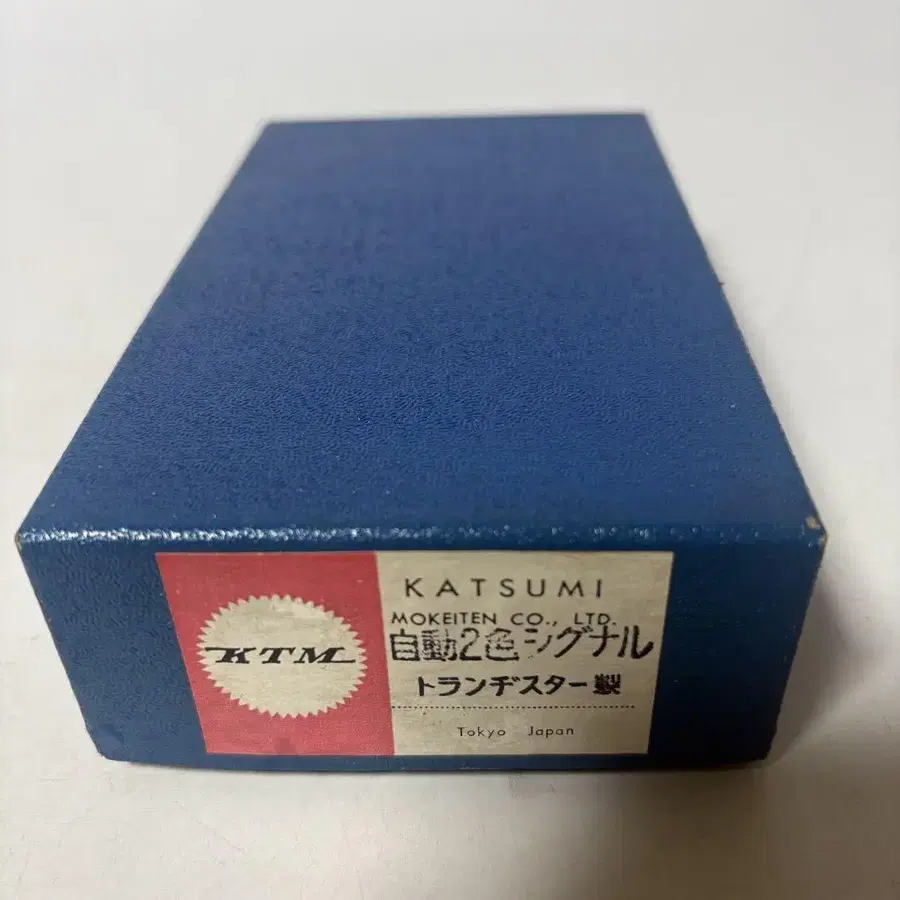 KTM
KATSUMI
MOKEITEN CO., LTD.
自動2色シグナル
トランヂスター製
Tokyo Japan